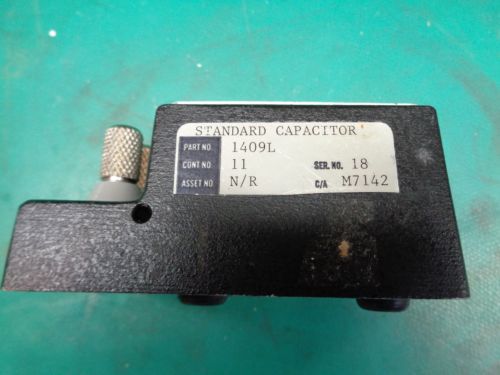 STANDARD CAPACITOR
PART NO. 1409L
CONT NO 11 SER. NO. 18
ASSET NO N/R C/A M7142